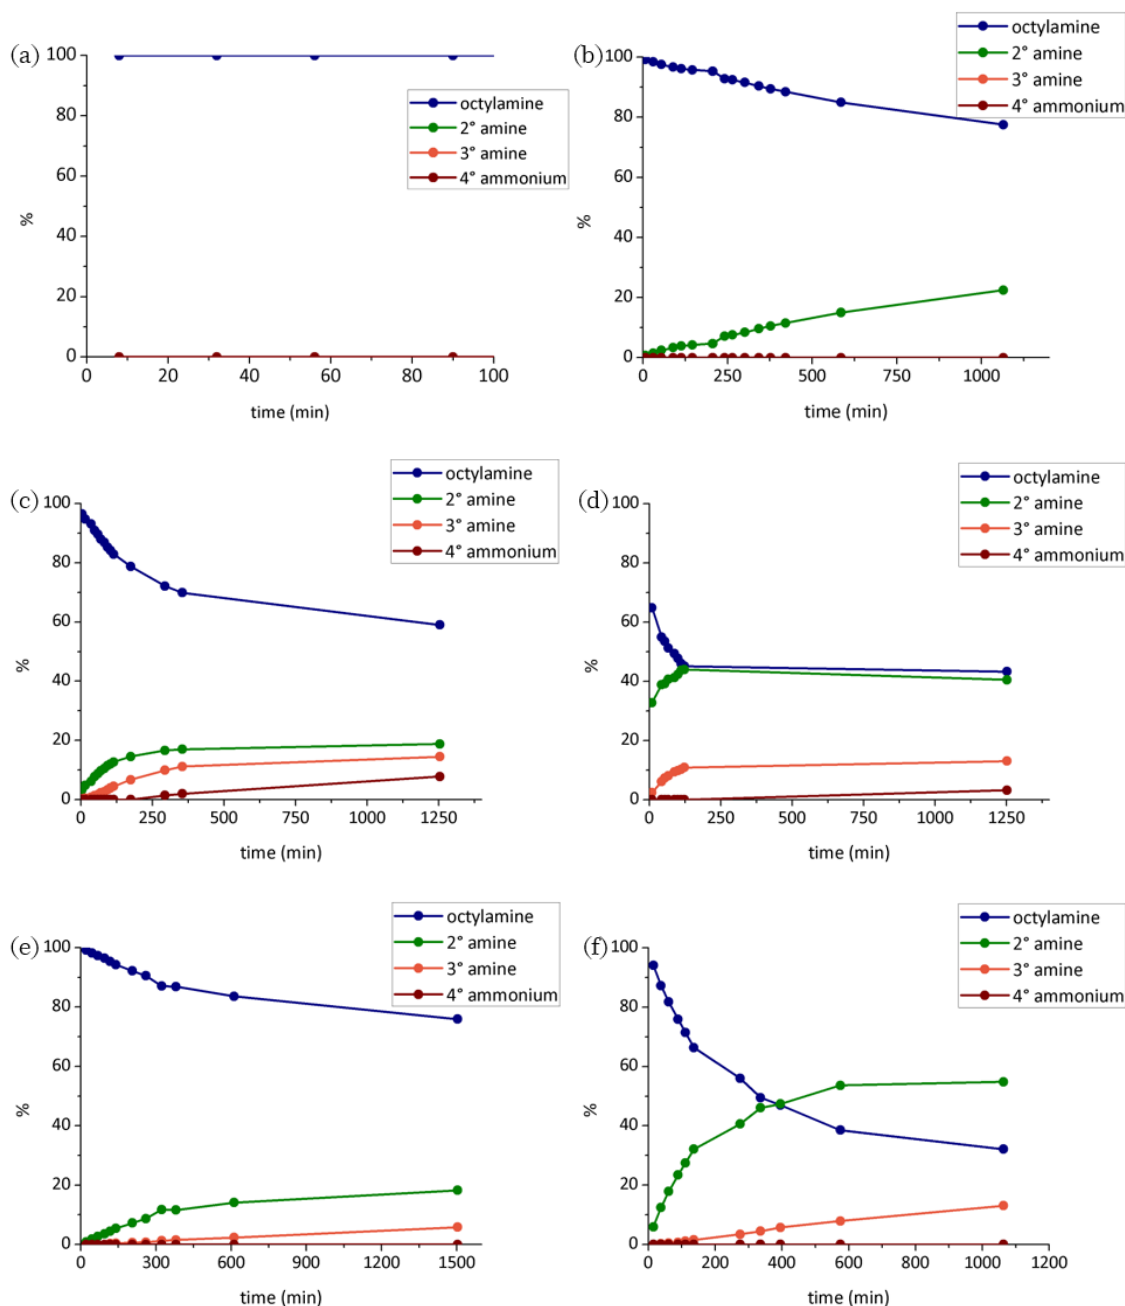 (a)
100
80
60
40
20
0
%
0 20 40 60 80 100
time (min)
octylamine
2° amine
3° amine
4° ammonium
(b)
100
80
60
40
20
0
%
0 250 500 750 1000
time (min)
octylamine
2° amine
3° amine
4° ammonium
(c)
100
80
60
40
20
0
%
0 250 500 750 1000 1250
time (min)
octylamine
2° amine
3° amine
4° ammonium
(d)
100
80
60
40
20
0
%
0 250 500 750 1000 1250
time (min)
octylamine
2° amine
3° amine
4° ammonium
(e)
100
80
60
40
20
0
%
0 300 600 900 1200 1500
time (min)
octylamine
2° amine
3° amine
4° ammonium
(f)
100
80
60
40
20
0
%
0 200 400 600 800 1000 1200
time (min)
octylamine
2° amine
3° amine
4° ammonium